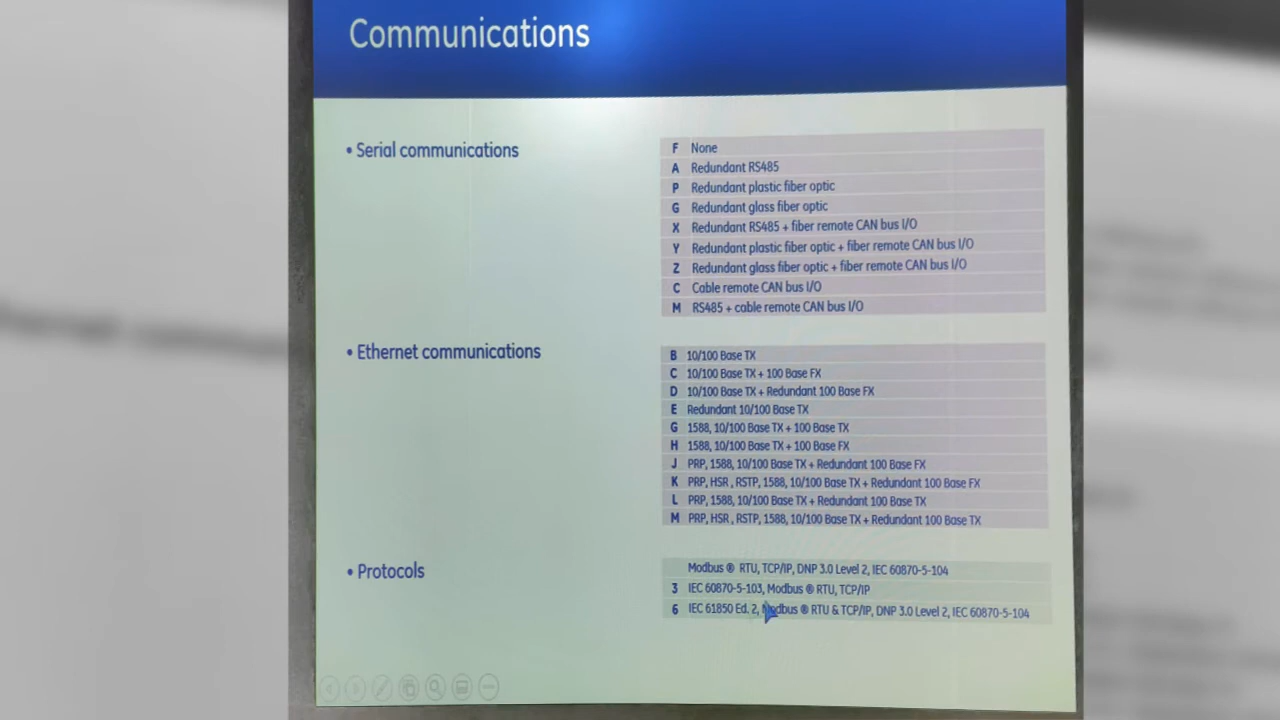 Communications
• Serial communications
F None
A Redundant RS485
P Redundant plastic fiber optic
G Redundant glass fiber optic
X Redundant RS485 + fiber remote CAN bus I/O
Y Redundant plastic fiber optic + fiber remote CAN bus I/O
Z Redundant glass fiber optic + fiber remote CAN bus I/O
C Cable remote CAN bus I/O
M RS485 + cable remote CAN bus I/O
• Ethernet communications
B 10/100 Base TX
C 10/100 Base TX + 100 Base FX
D 10/100 Base TX + Redundant 100 Base FX
E Redundant 10/100 Base TX
G 1588, 10/100 Base TX + 100 Base TX
H 1588, 10/100 Base TX + 100 Base FX
J PRP, 1588, 10/100 Base TX + Redundant 100 Base FX
K PRP, HSR, RSTP, 1588, 10/100 Base TX + Redundant 100 Base FX
L PRP, 1588, 10/100 Base TX + Redundant 100 Base TX
M PRP, HSR, RSTP, 1588, 10/100 Base TX + Redundant 100 Base TX
• Protocols
Modbus ® RTU, TCP/IP, DNP 3.0 Level 2, IEC 60870-5-104
3 IEC 60870-5-103, Modbus ® RTU, TCP/IP
6 IEC 61850 Ed. 2, Modbus ® RTU & TCP/IP, DNP 3.0 Level 2, IEC 60870-5-104